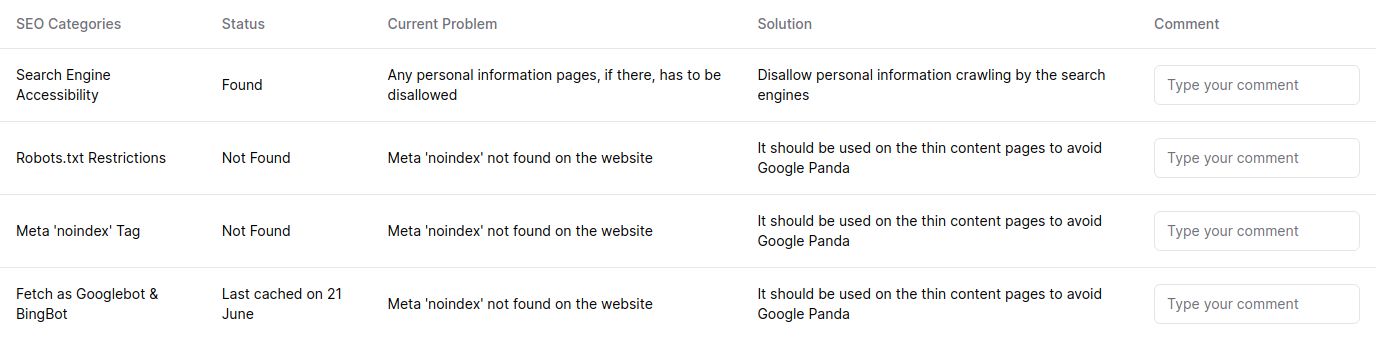 SEO Categories Status Current Problem Solution Comment
Search Engine
Accessibility
Found
Any personal information pages, if there, has to be
disallowed
Disallow personal information crawling by the search
engines
Type your comment
Robots.txt Restrictions
Not Found
Meta 'noindex' not found on the website
It should be used on the thin content pages to avoid
Google Panda
Type your comment
Meta 'noindex' Tag
Not Found
Meta 'noindex' not found on the website
It should be used on the thin content pages to avoid
Google Panda
Type your comment
Fetch as Googlebot &
BingBot
Last cached on 21
June
Meta 'noindex' not found on the website
It should be used on the thin content pages to avoid
Google Panda
Type your comment